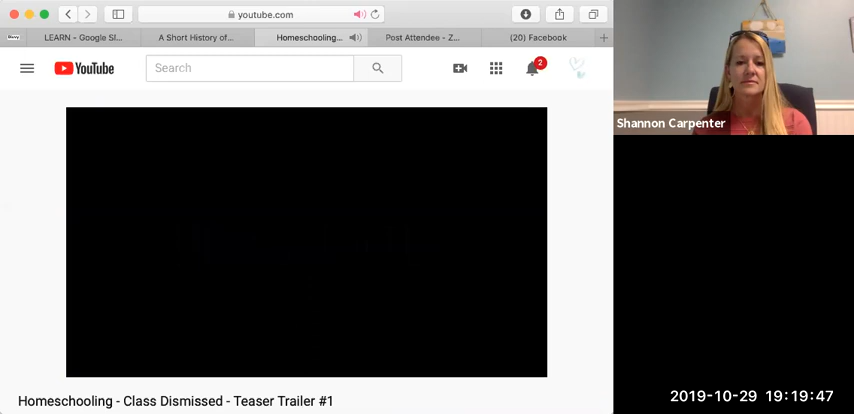 youtube.com
Dovy
LEARN - Google Sl...
A Short History of...
Homeschooling...
Post Attendee - Z...
(20) Facebook
YouTube
Search
2
Shannon Carpenter
Homeschooling - Class Dismissed - Teaser Trailer #1
2019-10-29 19:19:47